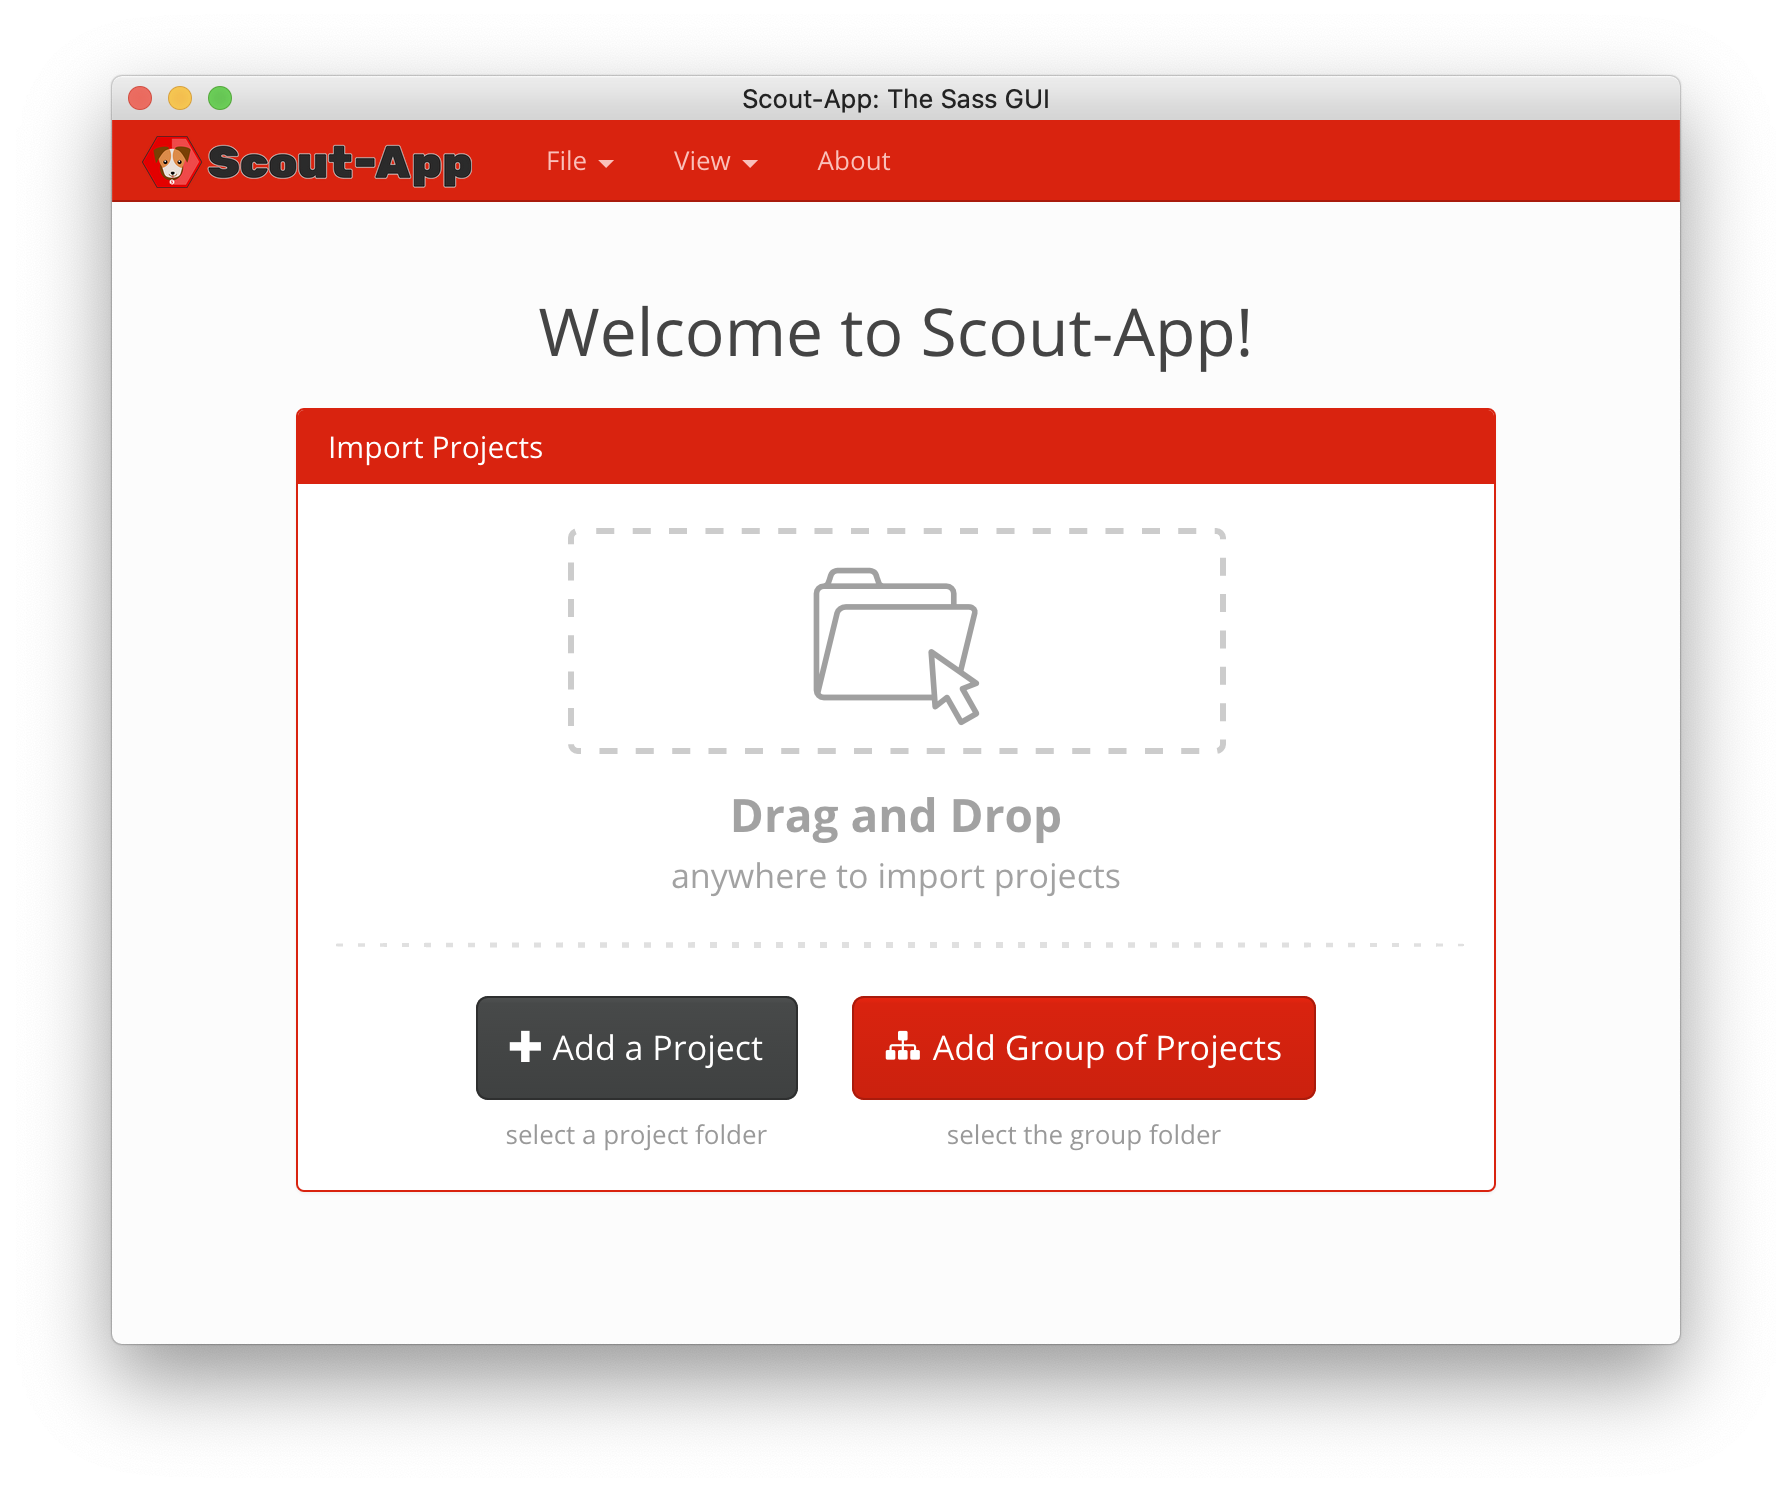 Scout-App: The Sass GUI
Scout-App File View About
Welcome to Scout-App!
Import Projects
Drag and Drop
anywhere to import projects
Add a Project
Add Group of Projects
select a project folder
select the group folder